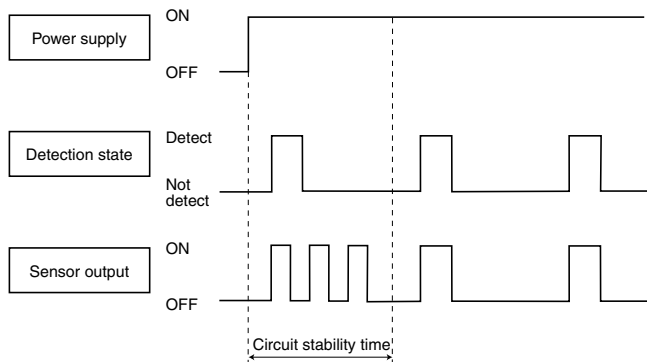 Power supply
ON
OFF
Detection state
Detect
Not
detect
Sensor output
ON
OFF
Circuit stability time